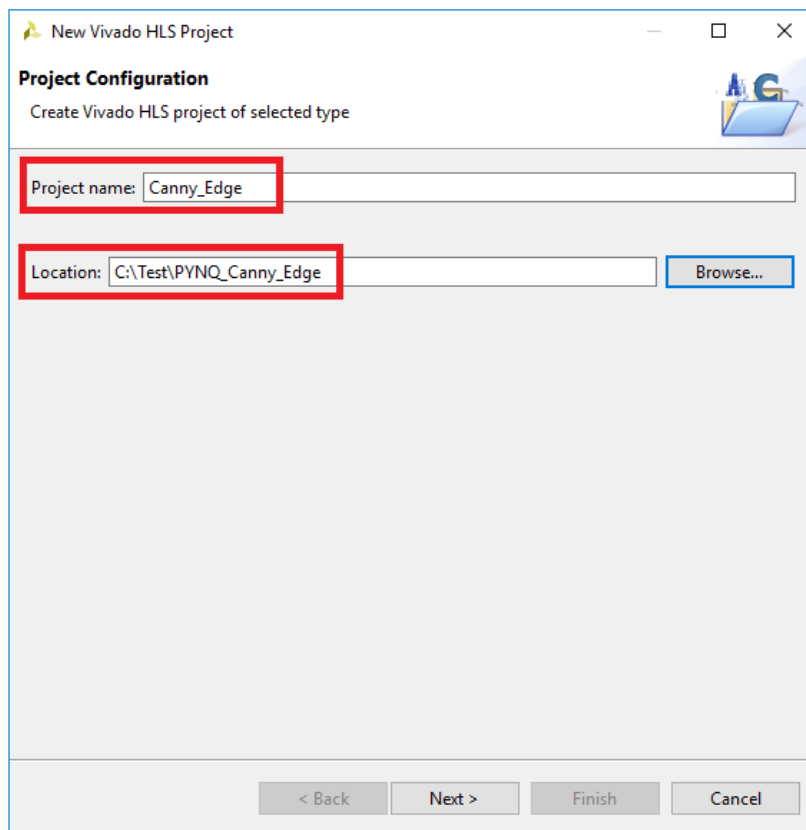 New Vivado HLS Project
Project Configuration
Create Vivado HLS project of selected type
Project name: Canny_Edge
Location: C:\Test\PYNQ_Canny_Edge Browse...
< Back Next > Finish Cancel